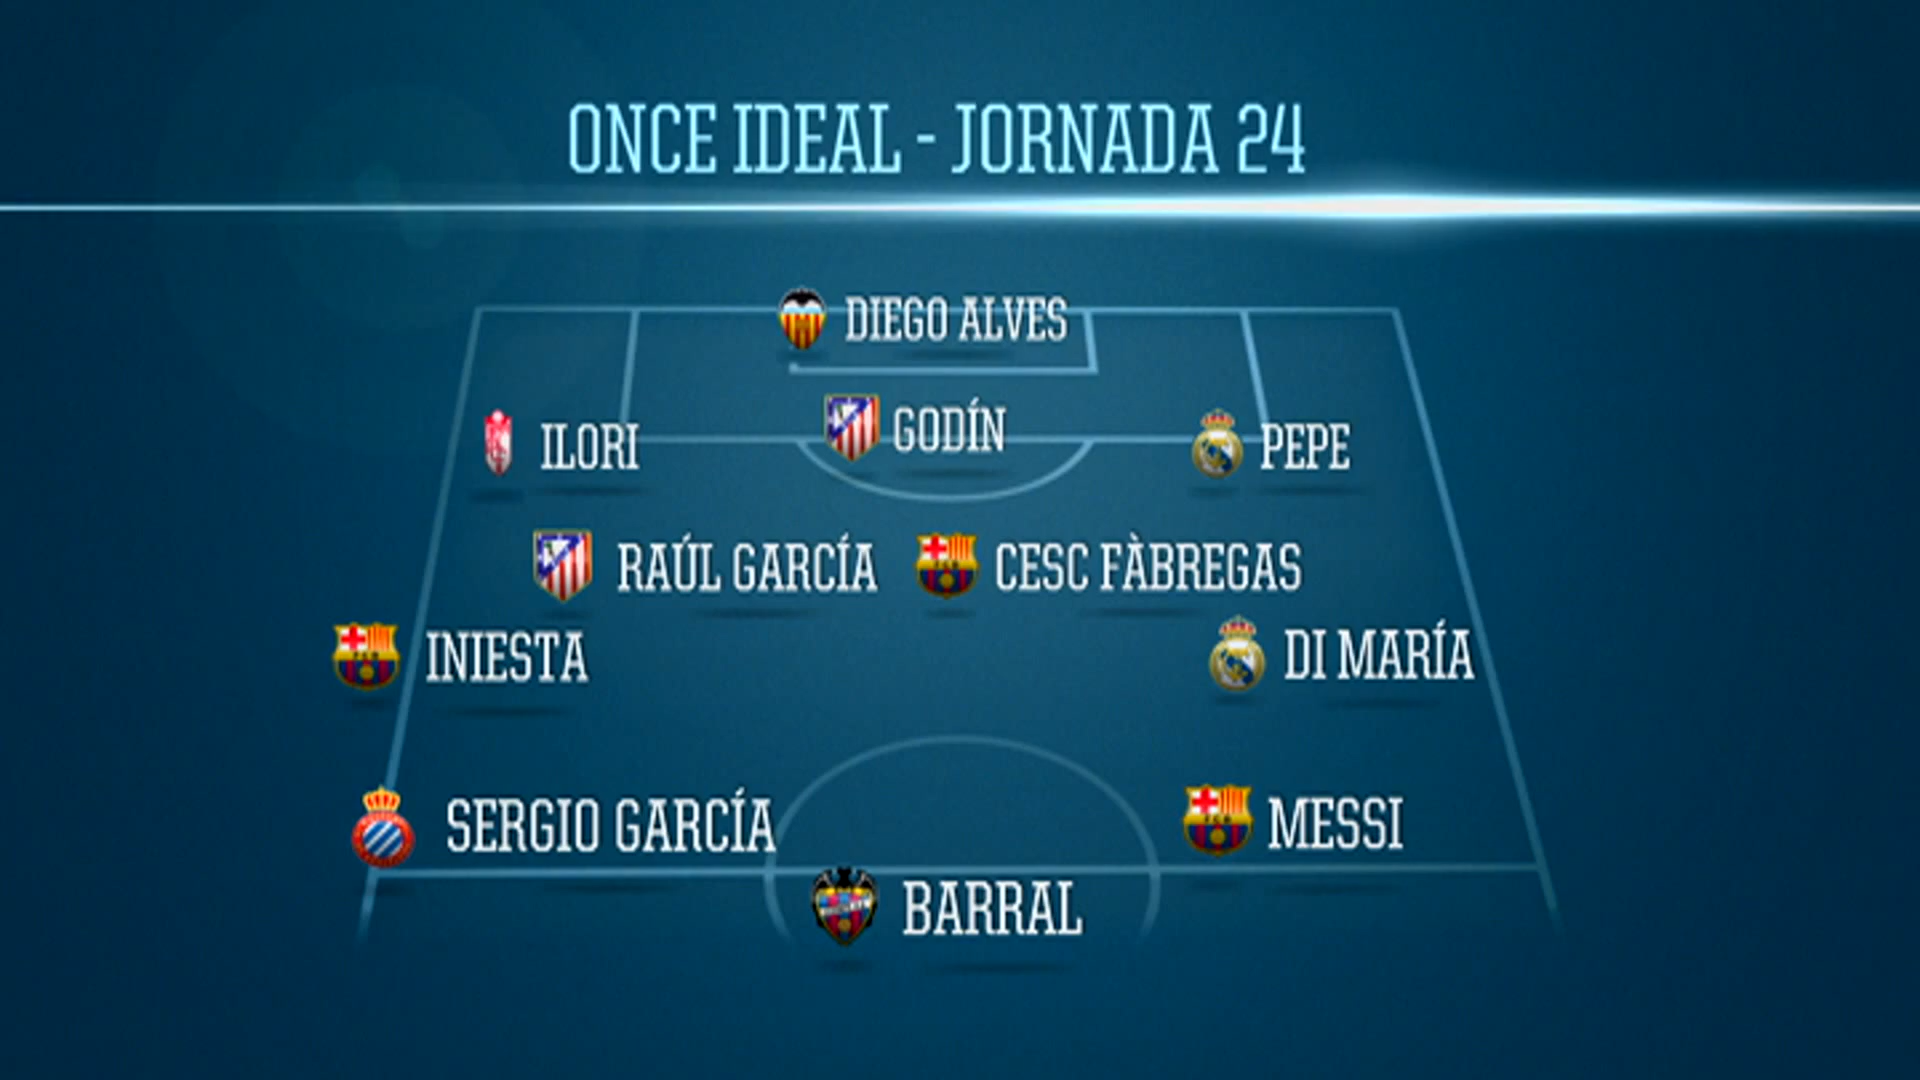 ONCE IDEAL - JORNADA 24
DIEGO ALVES
ILORI
GODÍN
PEPE
RAÚL GARCÍA
CESC FÀBREGAS
INIESTA
DI MARÍA
SERGIO GARCÍA
MESSI
BARRAL